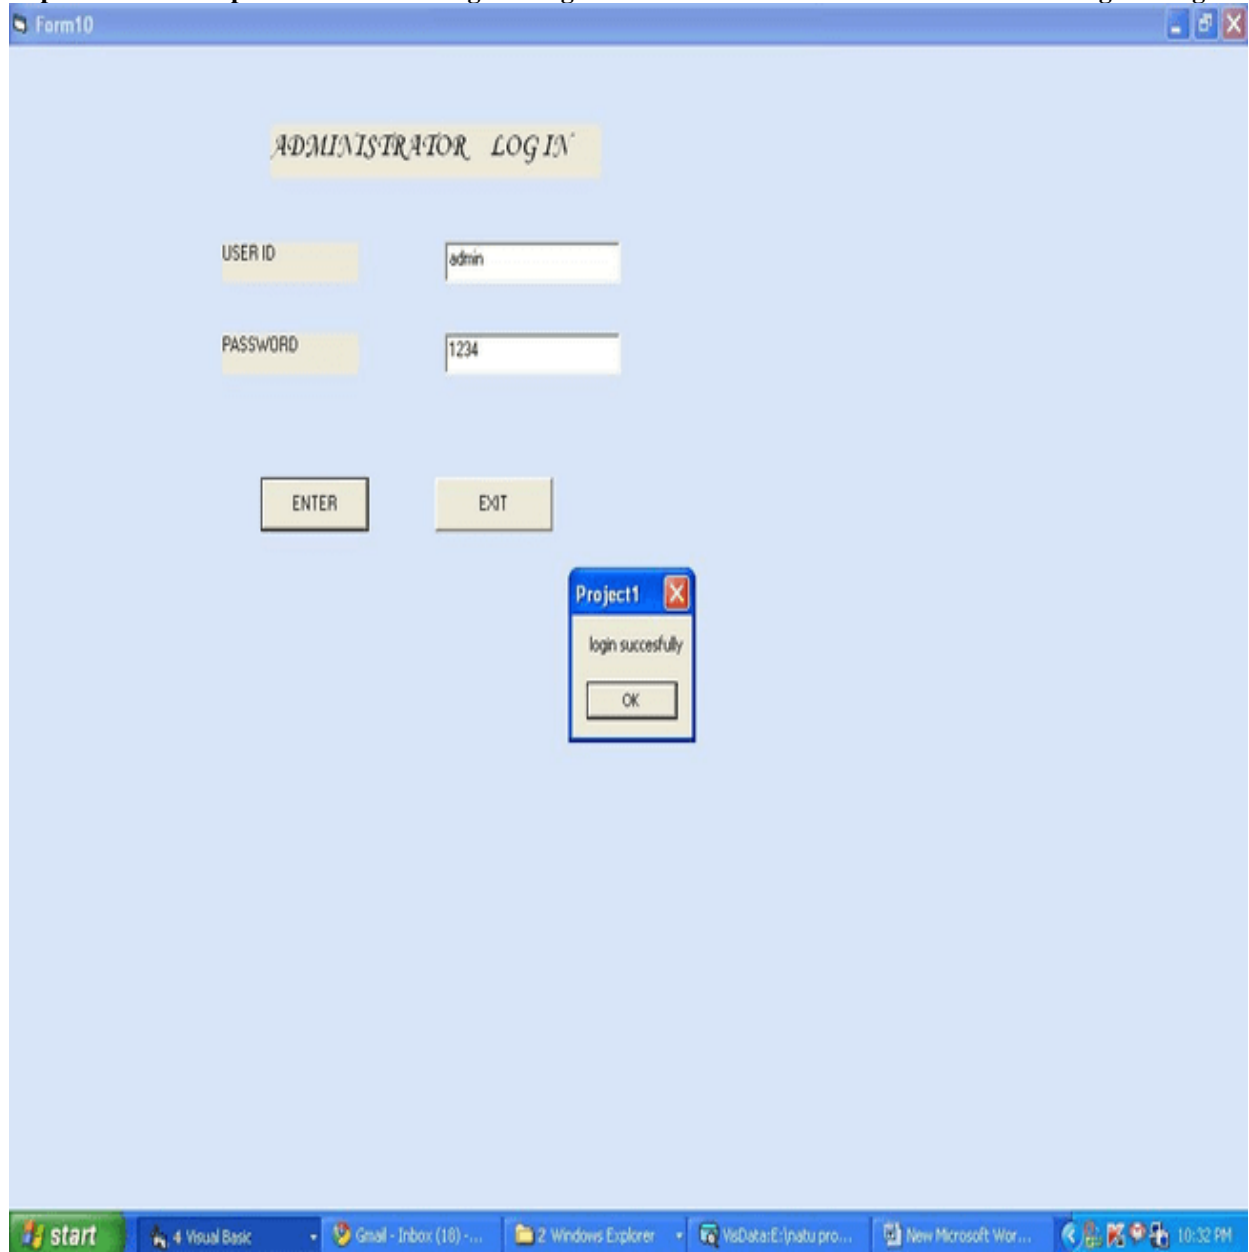 Form10
ADMINISTRATOR LOG IN
USER ID
admin
PASSWORD
1234
ENTER EXIT
Project1
login succesfully
OK
start 4 Visual Basic Gmail - Inbox (18) -... 2 Windows Explorer VisData:E:\natu pro... New Microsoft Wor... 10:32 PM